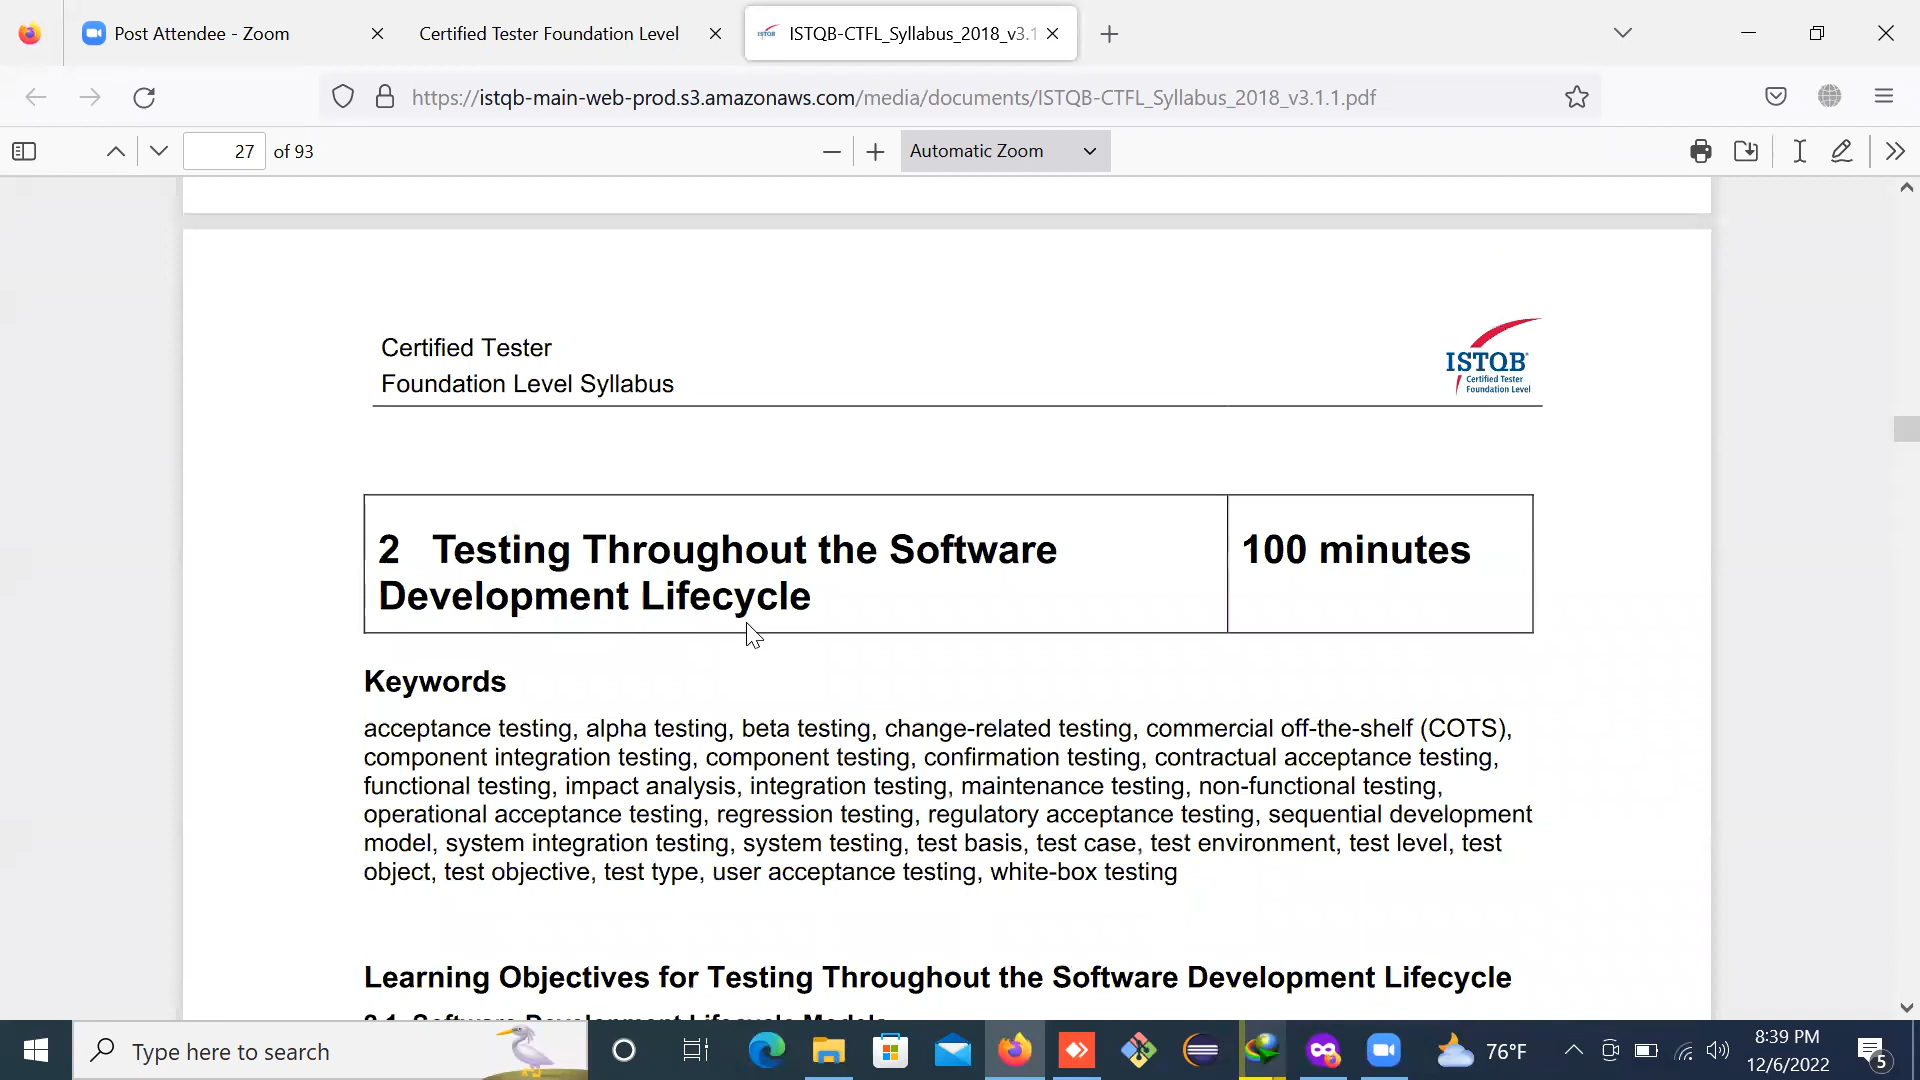 Post Attendee - Zoom
Certified Tester Foundation Level
ISTQB-CTFL_Syllabus_2018_v3.1
https://istqb-main-web-prod.s3.amazonaws.com/media/documents/ISTQB-CTFL_Syllabus_2018_v3.1.1.pdf
27 of 93
Automatic Zoom
Certified Tester
Foundation Level Syllabus
ISTQB
Certified Tester
Foundation Level
2 Testing Throughout the Software
Development Lifecycle
100 minutes
Keywords
acceptance testing, alpha testing, beta testing, change-related testing, commercial off-the-shelf (COTS),
component integration testing, component testing, confirmation testing, contractual acceptance testing,
functional testing, impact analysis, integration testing, maintenance testing, non-functional testing,
operational acceptance testing, regression testing, regulatory acceptance testing, sequential development
model, system integration testing, system testing, test basis, test case, test environment, test level, test
object, test objective, test type, user acceptance testing, white-box testing
Learning Objectives for Testing Throughout the Software Development Lifecycle
2.1 Software Development Lifecycle Models
Type here to search
76°F
8:39 PM
12/6/2022
5